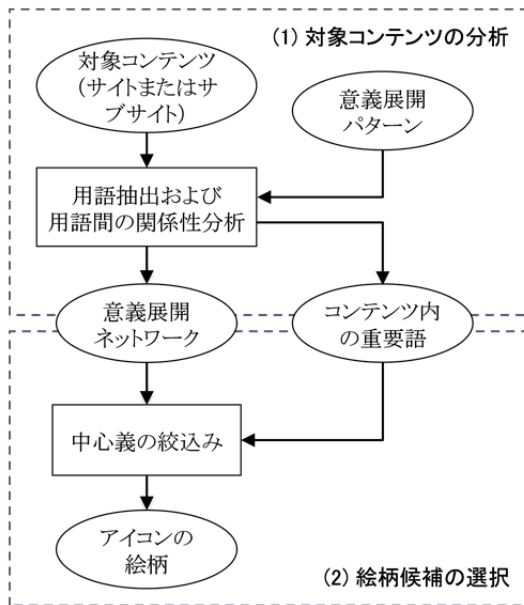 (1) 対象コンテンツの分析
対象コンテンツ
(サイトまたはサ
ブサイト)
意義展開
パターン
用語抽出および
用語間の関係性分析
意義展開
ネットワーク
コンテンツ内
の重要語
中心義の絞込み
アイコンの
絵柄
(2) 絵柄候補の選択